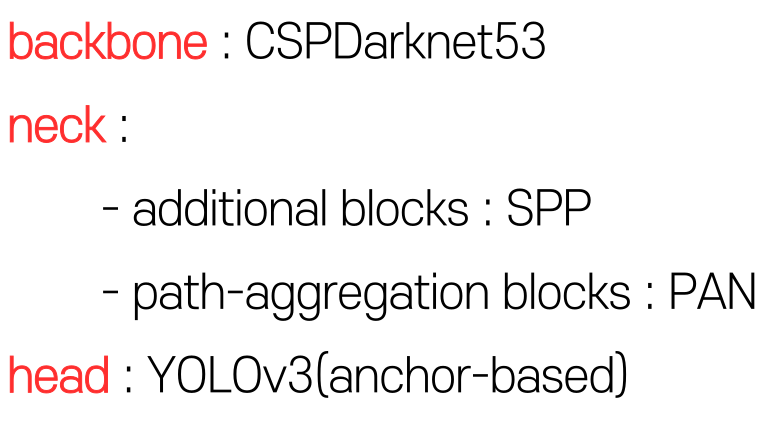 backbone : CSPDarknet53
neck :
- additional blocks : SPP
- path-aggregation blocks : PAN
head : YOLOv3(anchor-based)